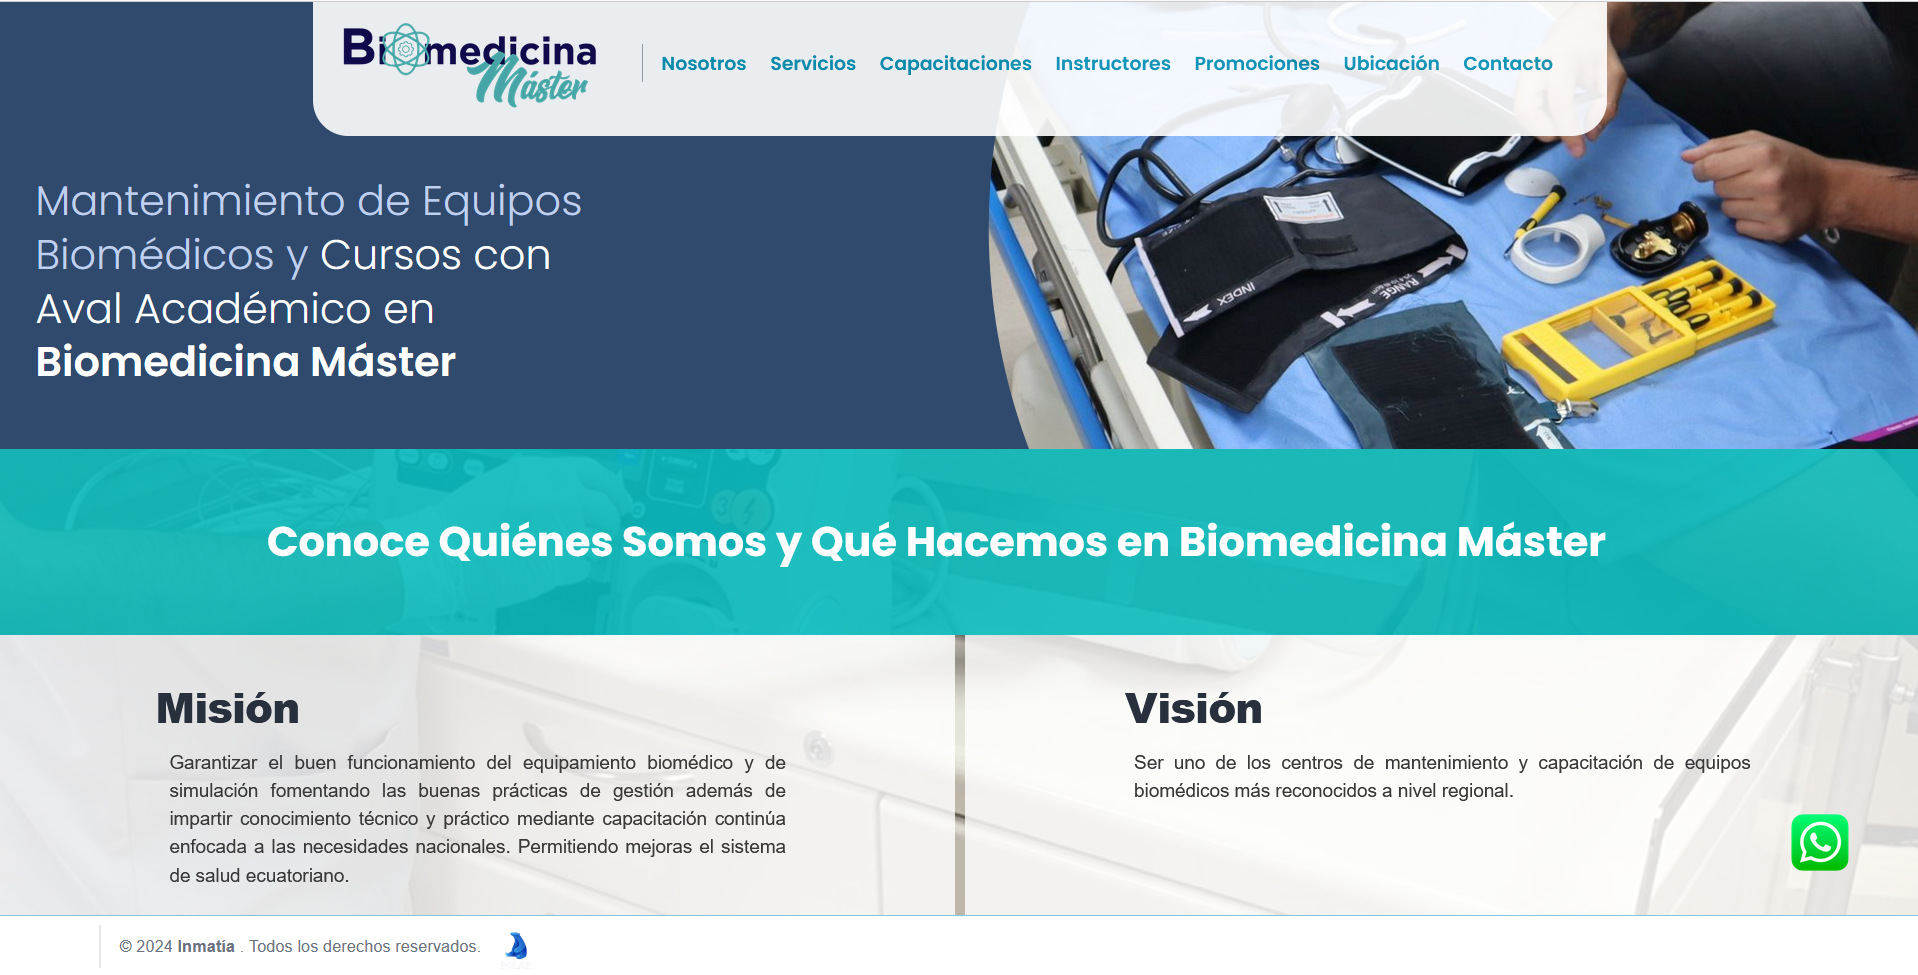 Biomedicina
Máster
Nosotros Servicios Capacitaciones Instructores Promociones Ubicación Contacto
Mantenimiento de Equipos
Biomédicos y Cursos con
Aval Académico en
Biomedicina Máster
INDEX
RANGE
Conoce Quiénes Somos y Qué Hacemos en Biomedicina Máster
Misión
Garantizar el buen funcionamiento del equipamiento biomédico y de
simulación fomentando las buenas prácticas de gestión además de
impartir conocimiento técnico y práctico mediante capacitación continúa
enfocada a las necesidades nacionales. Permitiendo mejoras el sistema
de salud ecuatoriano.
Visión
Ser uno de los centros de mantenimiento y capacitación de equipos
biomédicos más reconocidos a nivel regional.
© 2024 Inmatía . Todos los derechos reservados.